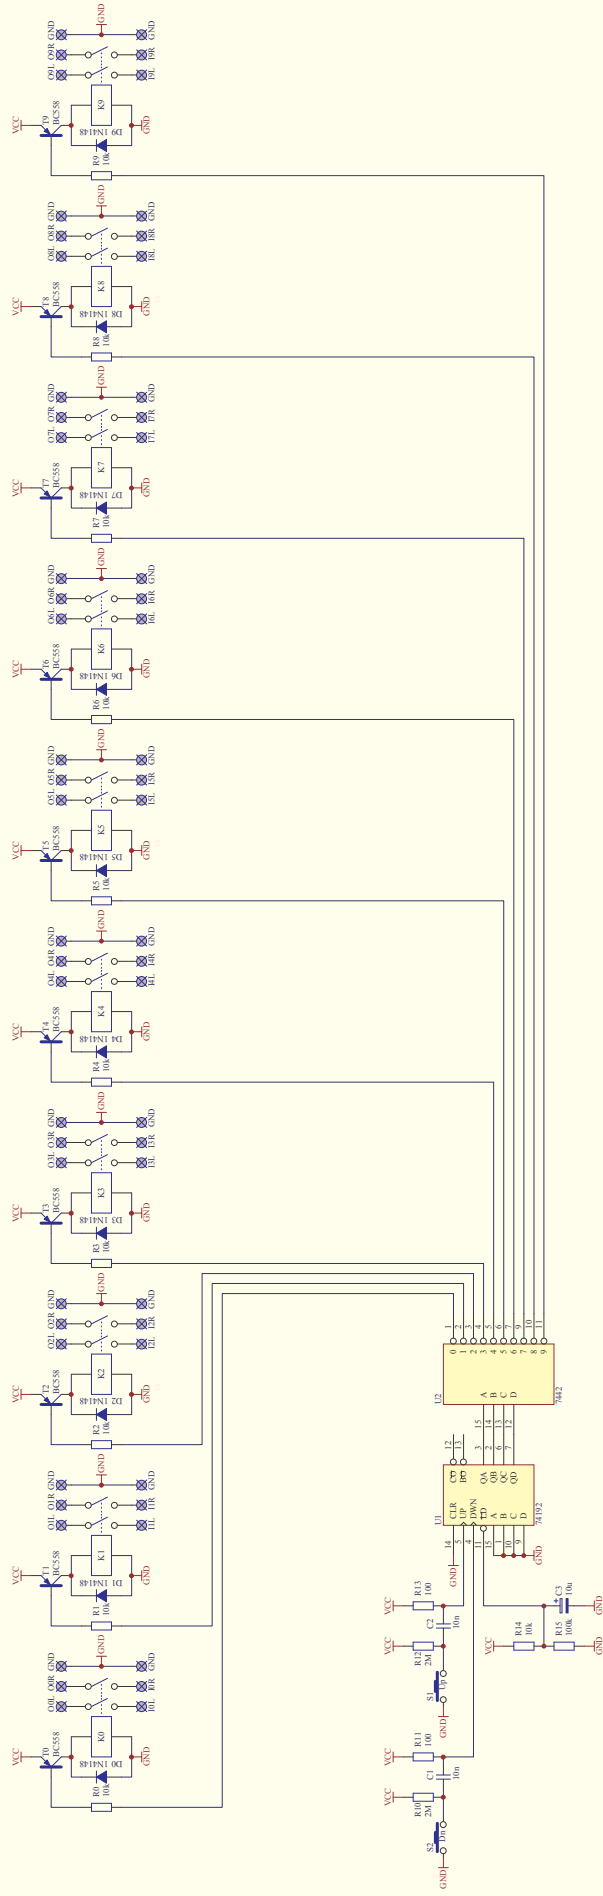 GND
O9L O9R GND
I9L I9R GND
K9
VCC
T9
BC558
D9 1N4148
GND
R9
10k
GND
O8L O8R GND
I8L I8R GND
K8
VCC
T8
BC558
D8 1N4148
GND
R8
10k
GND
O7L O7R GND
I7L I7R GND
K7
VCC
T7
BC558
D7 1N4148
GND
R7
10k
GND
O6L O6R GND
I6L I6R GND
K6
VCC
T6
BC558
D6 1N4148
GND
R6
10k
GND
O5L O5R GND
I5L I5R GND
K5
VCC
T5
BC558
D5 1N4148
GND
R5
10k
GND
O4L O4R GND
I4L I4R GND
K4
VCC
T4
BC558
D4 1N4148
GND
R4
10k
GND
O3L O3R GND
I3L I3R GND
K3
VCC
T3
BC558
D3 1N4148
GND
R3
10k
GND
O2L O2R GND
I2L I2R GND
K2
VCC
T2
BC558
D2 1N4148
GND
R2
10k
GND
O1L O1R GND
I1L I1R GND
K1
VCC
T1
BC558
D1 1N4148
GND
R1
10k
GND
O0L O0R GND
I0L I0R GND
K0
VCC
T0
BC558
D0 1N4148
GND
R0
10k
1 2 3 4 5 6 7 9 10 11
0 1 2 3 4 5 6 7 8 9
U2
A B C D
7442
15 14 13 12
12 13 3 2 6 7
CO BO QA QB QC QD
U1
CLR UP DWN LD A B C D
74192
14 5 4 11 15 1 10 9
GND
GND
VCC
R13
100
C2
10n
VCC
R12
2M
S1
Up
GND
C3
10u
GND
VCC
R14
10k
R15
100k
GND
VCC
R11
100
C1
10n
VCC
R10
2M
S2
Dn
GND